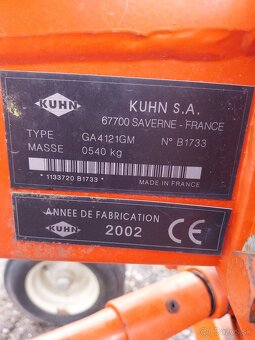 KUHN
KUHN S.A.
67700 SAVERNE - FRANCE
TYPE GA4121GM N° B1733
MASSE 0540 kg
* 1133720 B1733 *
MADE IN FRANCE
ANNÉE DE FABRICATION
KUHN 2002 CE